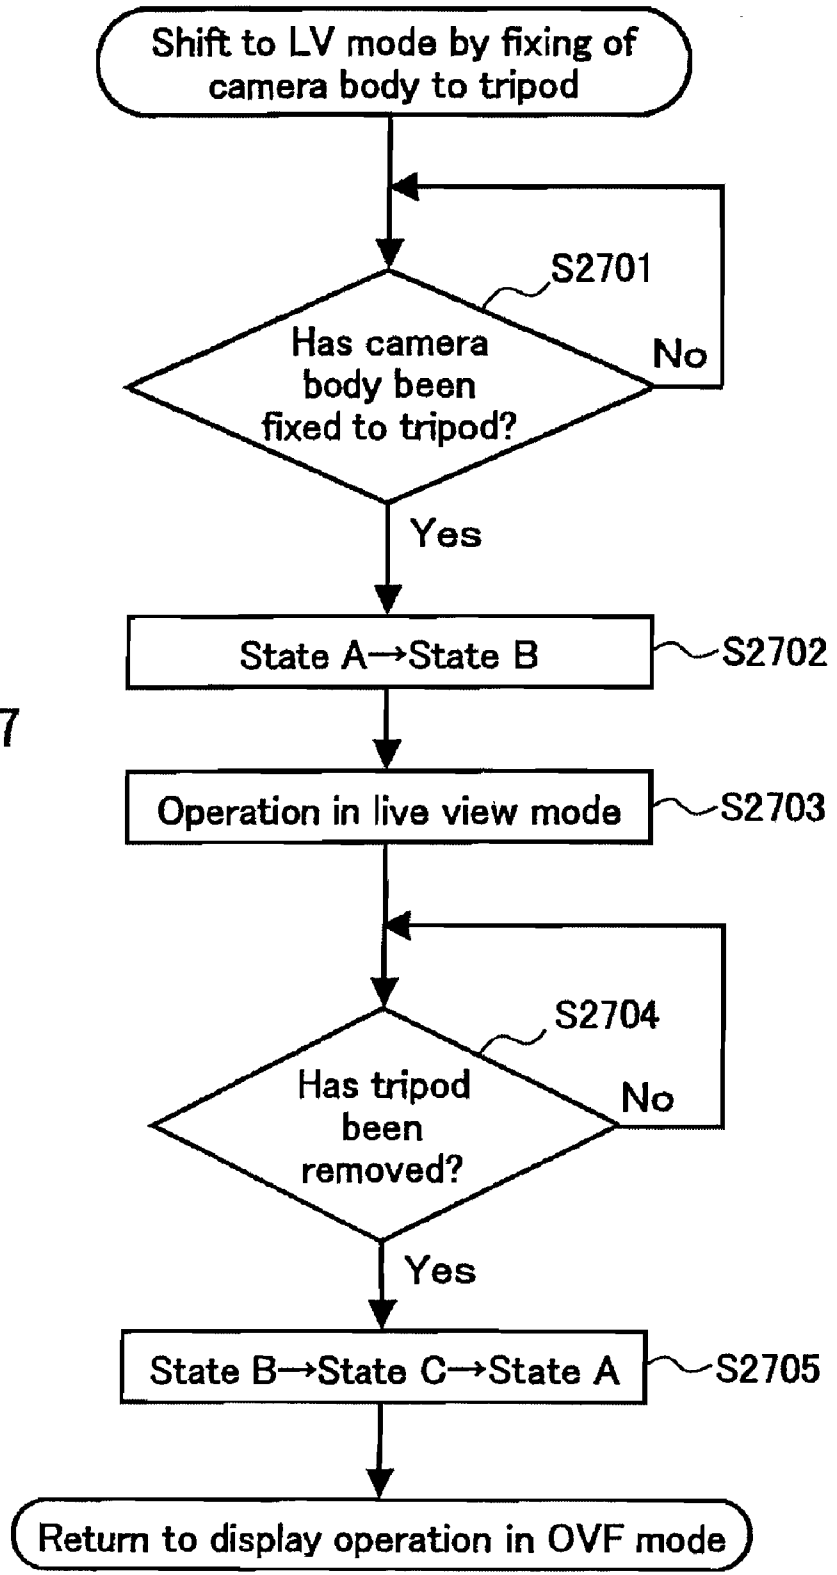 Shift to LV mode by fixing of
camera body to tripod
S2701
Has camera
body been
fixed to tripod?
No
Yes
State A→State B
S2702
7
Operation in live view mode
S2703
S2704
Has tripod
been
removed?
No
Yes
State B→State C→State A
S2705
Return to display operation in OVF mode